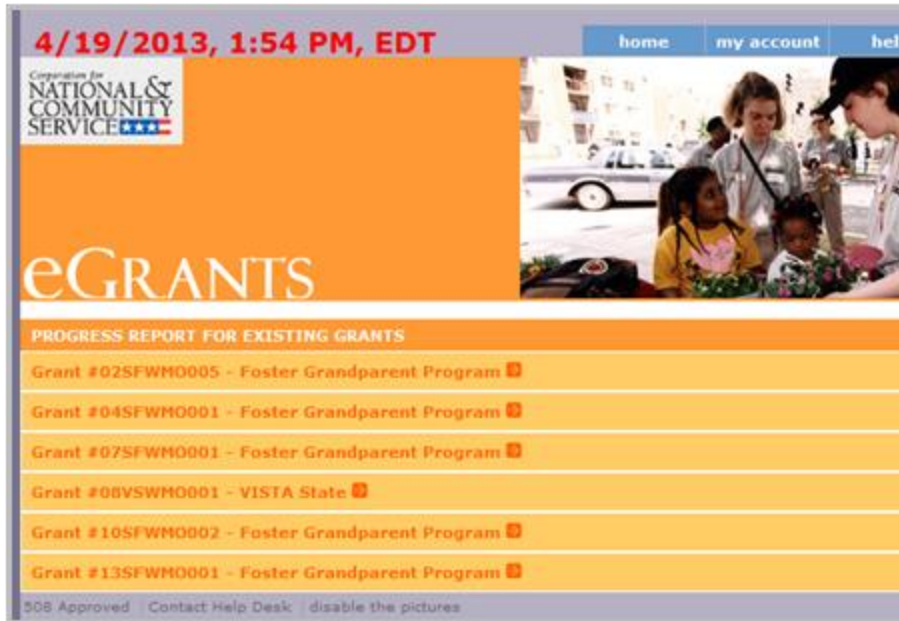 4/19/2013, 1:54 PM, EDT
home my account hel
Corporation for
NATIONAL &
COMMUNITY
SERVICE
eGRANTS
PROGRESS REPORT FOR EXISTING GRANTS
Grant #02SFWMO005 - Foster Grandparent Program
Grant #04SFWMO001 - Foster Grandparent Program
Grant #07SFWMO001 - Foster Grandparent Program
Grant #08VSWMO001 - VISTA State
Grant #10SFWMO002 - Foster Grandparent Program
Grant #13SFWMO001 - Foster Grandparent Program
508 Approved | Contact Help Desk | disable the pictures